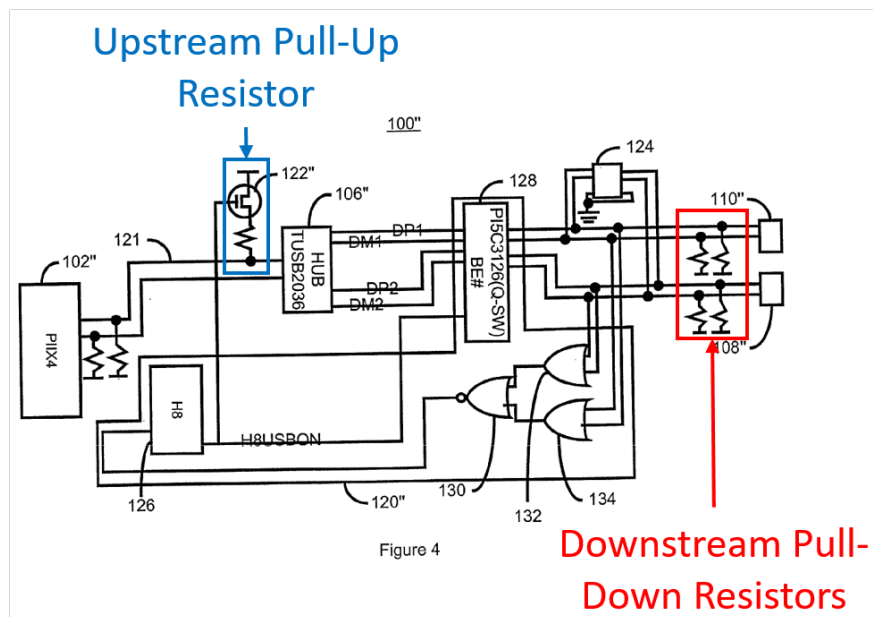 Upstream Pull-Up
Resistor
100"
122"
106"
128
124
110"
121
102"
HUB
TUSB2036
DP1
DM1
DP2
DM2
PI5C3126(Q-SW)
BE#
PIIX4
108"
H8
H8USBON
126
120"
130
132
134
Figure 4
Downstream Pull-
Down Resistors